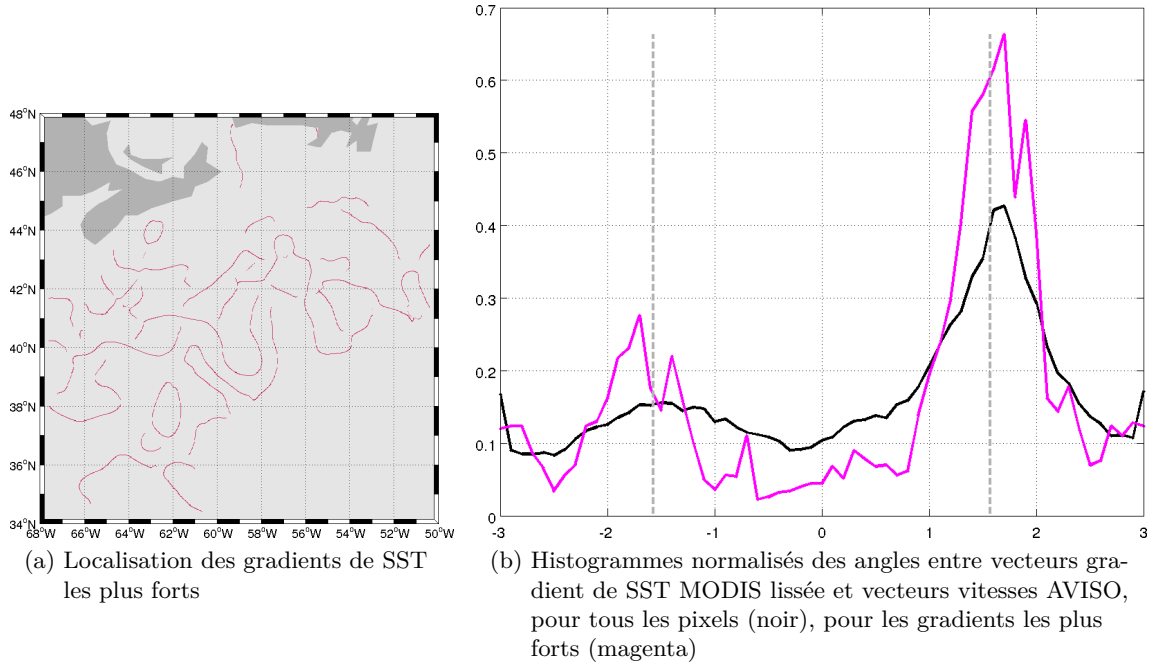 0.7
0.6
0.5
0.4
0.3
0.2
0.1
0
-3 -2 -1 0 1 2 3
48°N
46°N
44°N
42°N
40°N
38°N
36°N
34°N
68°W 66°W 64°W 62°W 60°W 58°W 56°W 54°W 52°W 50°W
(a) Localisation des gradients de SST
les plus forts
(b) Histogrammes normalisés des angles entre vecteurs gra-
dient de SST MODIS lissée et vecteurs vitesses AVISO,
pour tous les pixels (noir), pour les gradients les plus
forts (magenta)